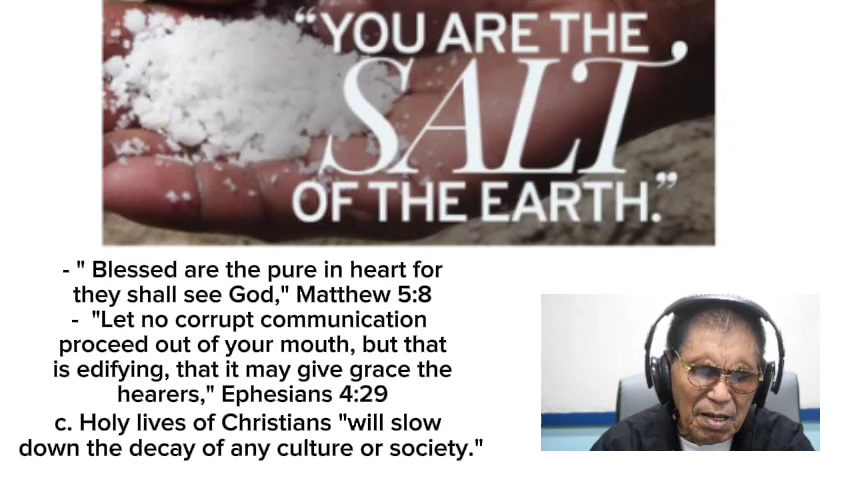 “YOU ARE THE
SALT
OF THE EARTH.”
- " Blessed are the pure in heart for
they shall see God," Matthew 5:8
- "Let no corrupt communication
proceed out of your mouth, but that
is edifying, that it may give grace the
hearers," Ephesians 4:29
c. Holy lives of Christians "will slow
down the decay of any culture or society."